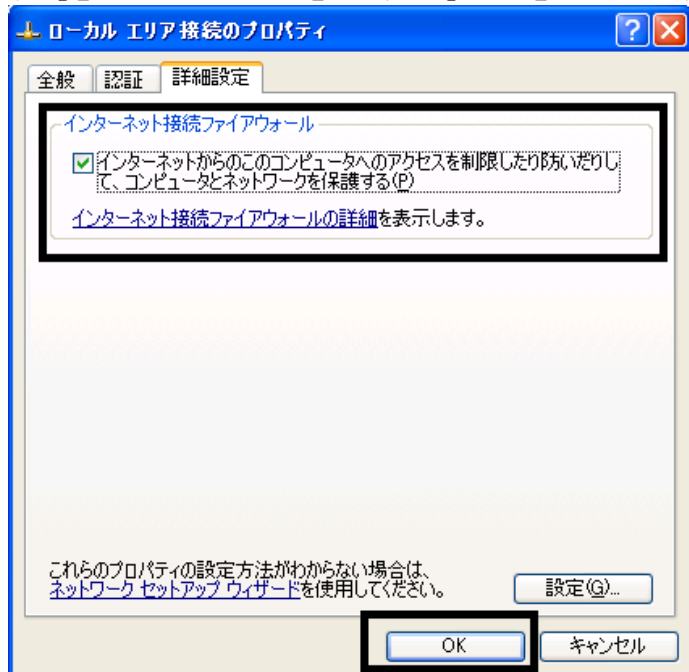 ローカル エリア接続のプロパティ
全般 認証 詳細設定
インターネット接続ファイアウォール
インターネットからのこのコンピュータへのアクセスを制限したり防いだりし
て、コンピュータとネットワークを保護する(P)
インターネット接続ファイアウォールの詳細を表示します。
これらのプロパティの設定方法がわからない場合は、
ネットワーク セットアップ ウィザードを使用してください。
設定(G)...
OK キャンセル